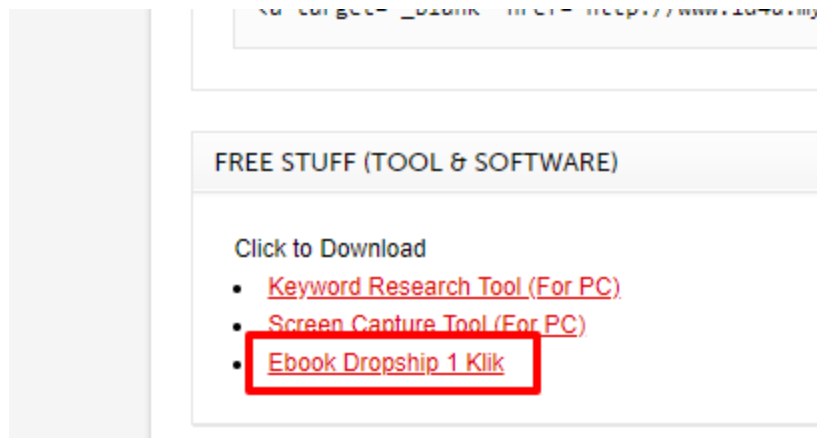 FREE STUFF (TOOL & SOFTWARE)
Click to Download
Keyword Research Tool (For PC)
Screen Capture Tool (For PC)
Ebook Dropship 1 Klik